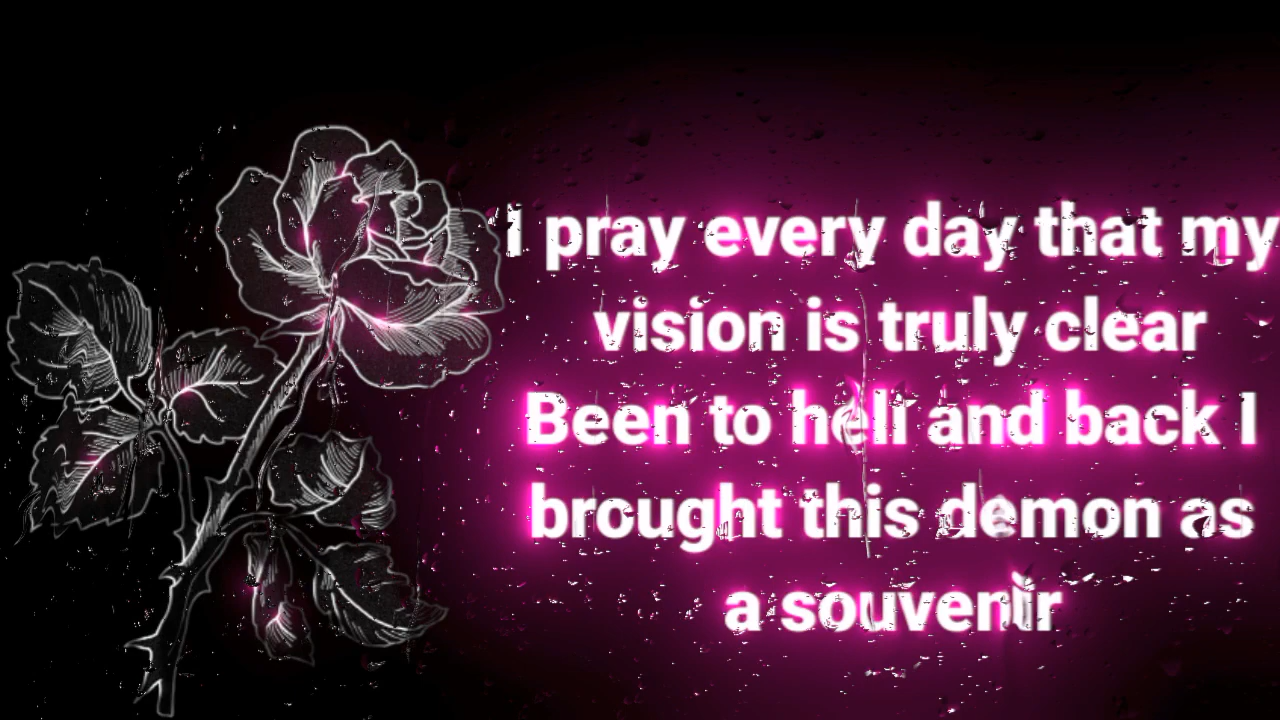 I pray every day that my
vision is truly clear
Been to hell and back I
brought this demon as
a souvenir